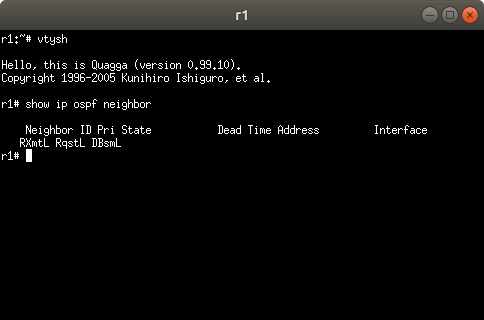 r1
r1:~# vtysh
Hello, this is Quagga (version 0.99.10).
Copyright 1996-2005 Kunihiro Ishiguro, et al.
r1# show ip ospf neighbor
Neighbor ID Pri State Dead Time Address Interface
RXmtL RqstL DBsmL
r1#